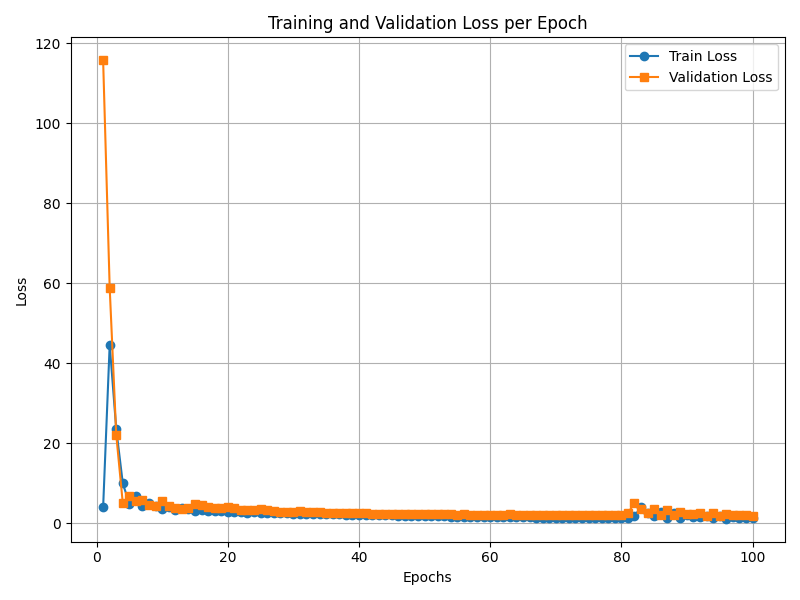 Training and Validation Loss per Epoch
Train Loss
Validation Loss
120
100
80
60
40
20
0
Loss
0 20 40 60 80 100
Epochs